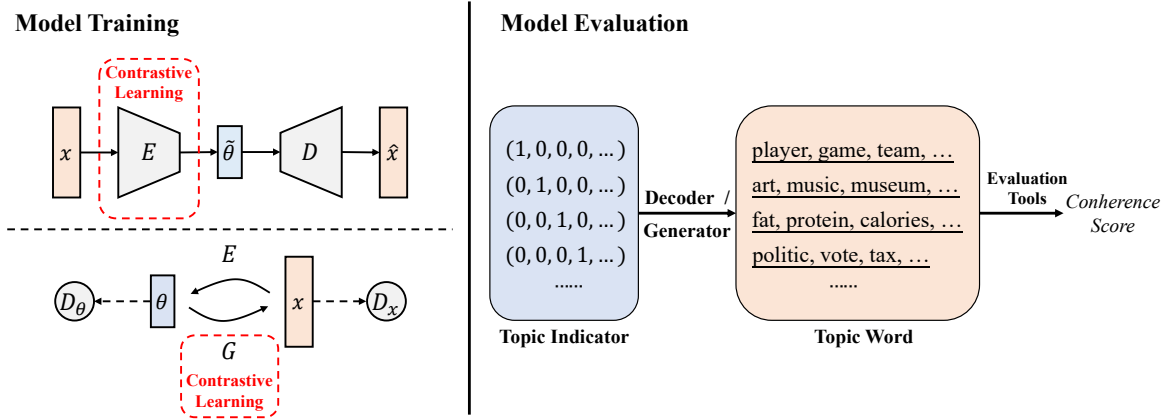 Model Training
Contrastive
Learning
x
E
θ̃
D
x̂
E
D_θ
θ
x
D_x
G
Contrastive
Learning
Model Evaluation
(1, 0, 0, 0, … )
(0, 1, 0, 0, … )
(0, 0, 1, 0, … )
(0, 0, 0, 1, … )
……
Topic Indicator
Decoder /
Generator
player, game, team, …
art, music, museum, …
fat, protein, calories, …
politic, vote, tax, …
……
Topic Word
Evaluation
Tools
Conherence
Score